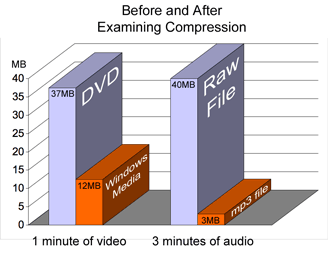 Before and After
Examining Compression
MB
40
35
30
25
20
15
10
5
0
37MB
DVD
12MB
Windows
Media
40MB
Raw
File
3MB
mp3 file
1 minute of video
3 minutes of audio